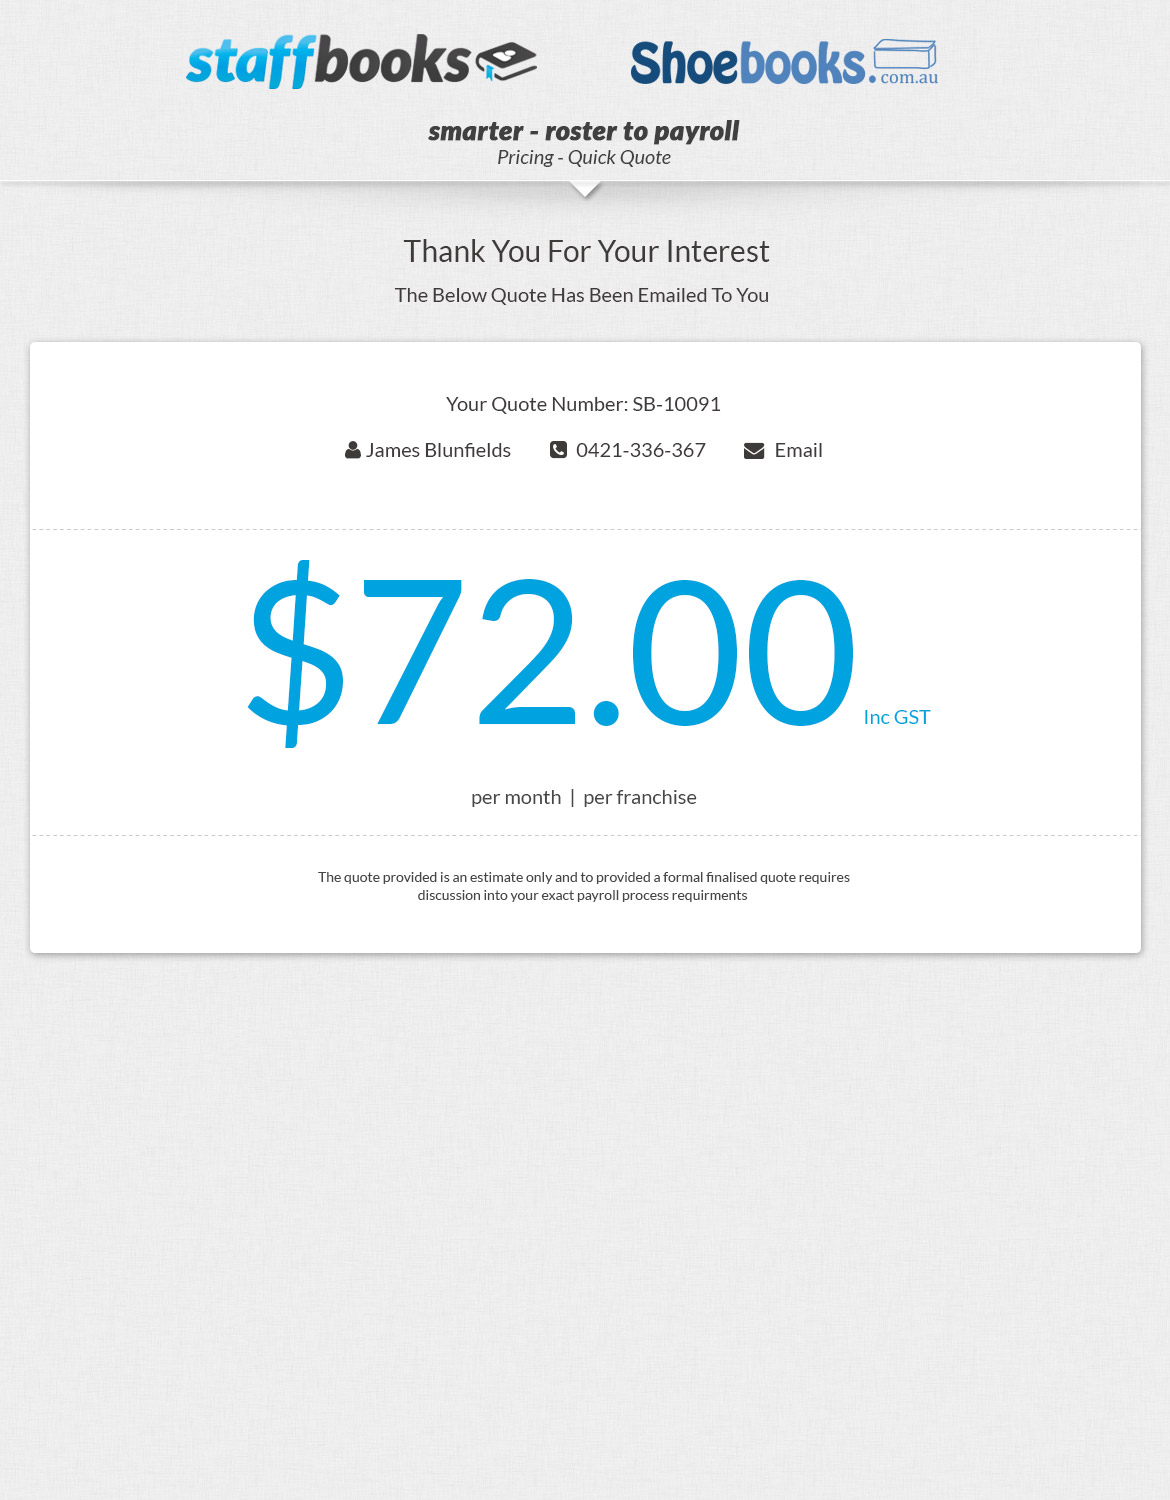 staffbooks
Shoebooks.com.au
smarter - roster to payroll
Pricing - Quick Quote
Thank You For Your Interest
The Below Quote Has Been Emailed To You
Your Quote Number: SB-10091
James Blunfields 0421-336-367 Email
$72.00 Inc GST
per month | per franchise
The quote provided is an estimate only and to provided a formal finalised quote requires
discussion into your exact payroll process requirments